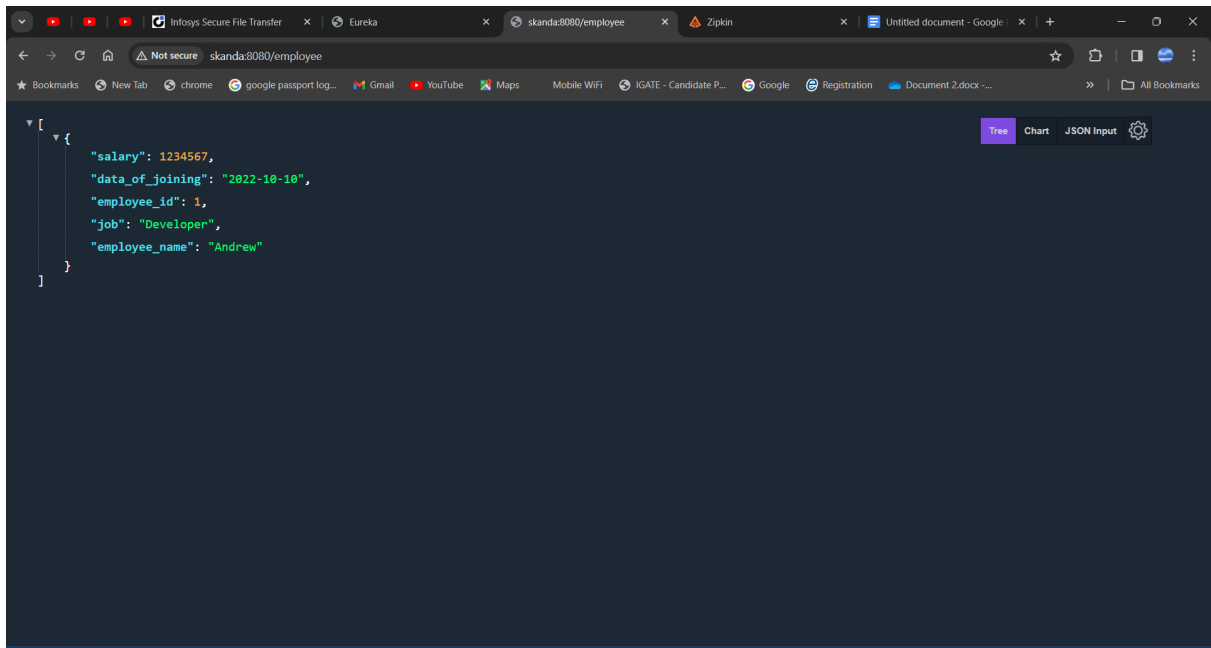 Infosys Secure File Transfer
Eureka
skanda:8080/employee
Zipkin
Untitled document - Google
Not secure skanda:8080/employee
Bookmarks New Tab chrome google passport log... Gmail YouTube Maps Mobile WiFi IGATE - Candidate P... Google Registration Document 2.docx -... » All Bookmarks
[
Tree Chart JSON Input
{
"salary": 1234567,
"data_of_joining": "2022-10-10",
"employee_id": 1,
"job": "Developer",
"employee_name": "Andrew"
}
]